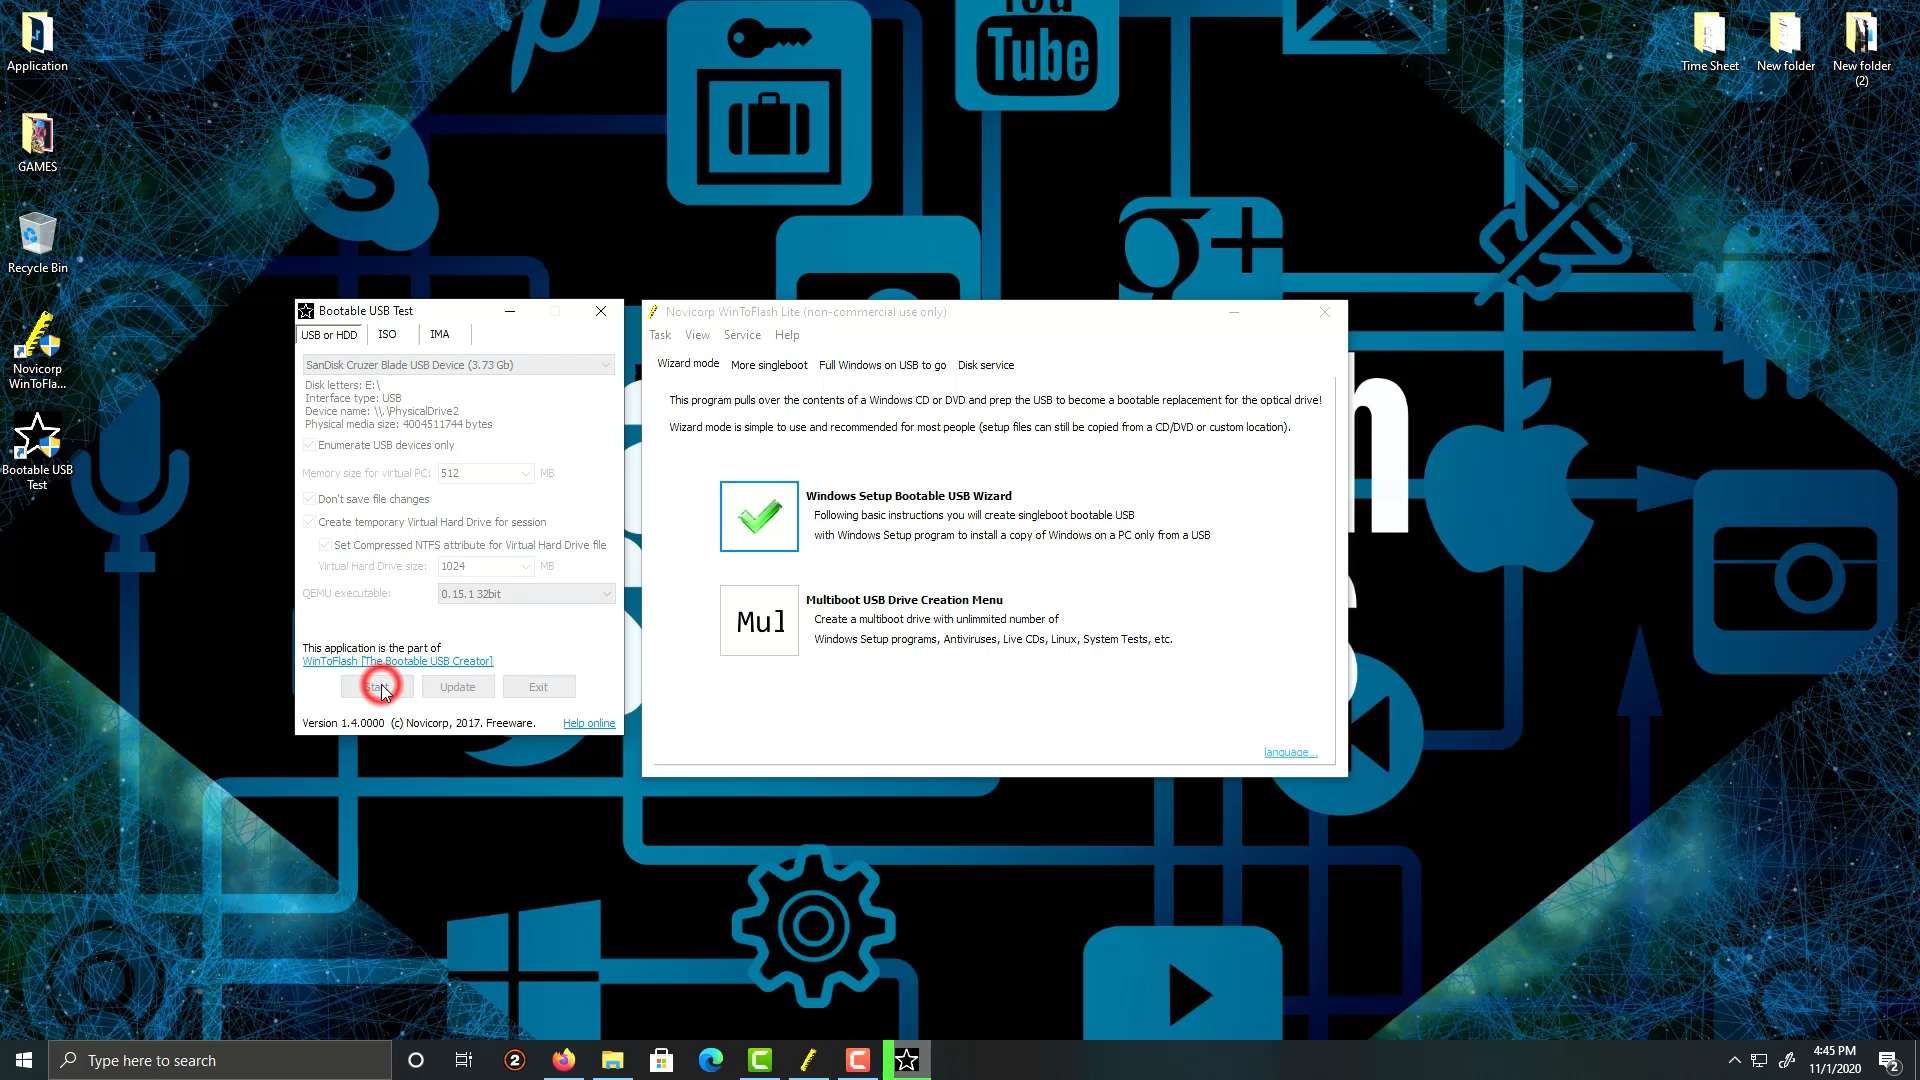 Application
GAMES
Recycle Bin
Novicorp
WinToFla...
Bootable USB
Test
Time Sheet
New folder
New folder
(2)
You
Tube
Bootable USB Test
USB or HDD
ISO
IMA
SanDisk Cruzer Blade USB Device (3.73 Gb)
Disk letters: E:\
Interface type: USB
Device name: \\.\PhysicalDrive2
Physical media size: 4004511744 bytes
Enumerate USB devices only
Memory size for virtual PC: 512 MB
Don't save file changes
Create temporary Virtual Hard Drive for session
Set Compressed NTFS attribute for Virtual Hard Drive file
Virtual Hard Drive size: 1024 MB
QEMU executable: 0.15.1 32bit
This application is the part of
WinToFlash [The Bootable USB Creator]
Update
Exit
Version 1.4.0000 (c) Novicorp, 2017. Freeware.
Help online
Novicorp WinToFlash Lite (non-commercial use only)
Task View Service Help
Wizard mode
More singleboot
Full Windows on USB to go
Disk service
This program pulls over the contents of a Windows CD or DVD and prep the USB to become a bootable replacement for the optical drive!
Wizard mode is simple to use and recommended for most people (setup files can still be copied from a CD/DVD or custom location).
Windows Setup Bootable USB Wizard
Following basic instructions you will create singleboot bootable USB
with Windows Setup program to install a copy of Windows on a PC only from a USB
Mul
Multiboot USB Drive Creation Menu
Create a multiboot drive with unlimmited number of
Windows Setup programs, Antiviruses, Live CDs, Linux, System Tests, etc.
language...
Type here to search
2
4:45 PM
11/1/2020
2